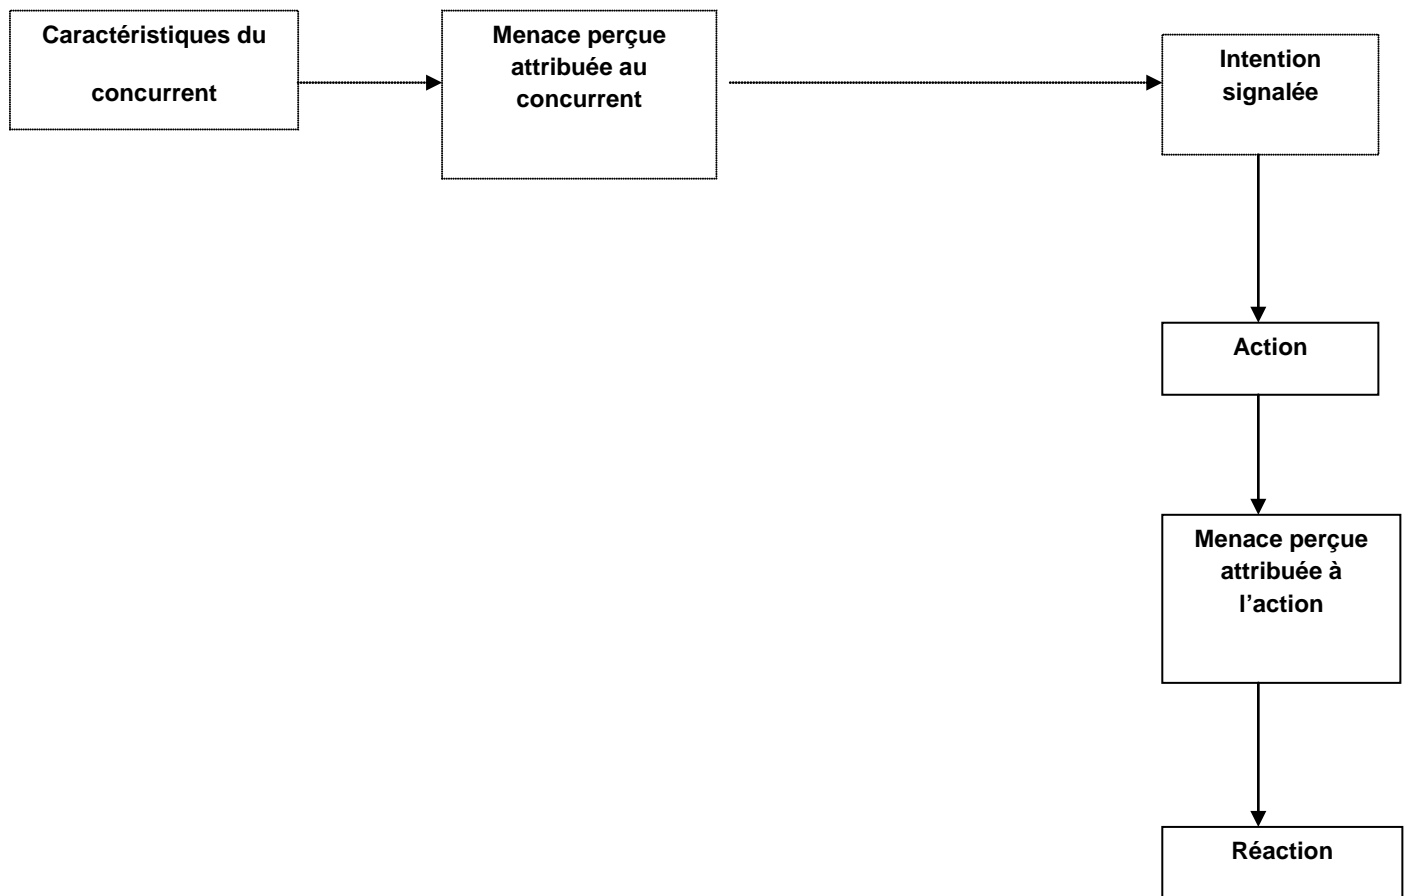 Caractéristiques du
concurrent
Menace perçue
attribuée au
concurrent
Intention
signalée
Action
Menace perçue
attribuée à
l’action
Réaction